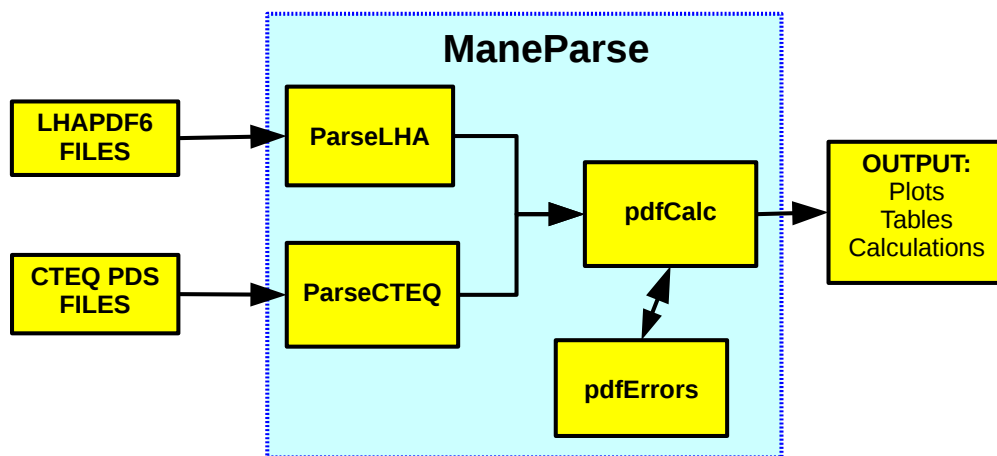 ManeParse
LHAPDF6
FILES
ParseLHA
CTEQ PDS
FILES
ParseCTEQ
pdfCalc
pdfErrors
OUTPUT:
Plots
Tables
Calculations